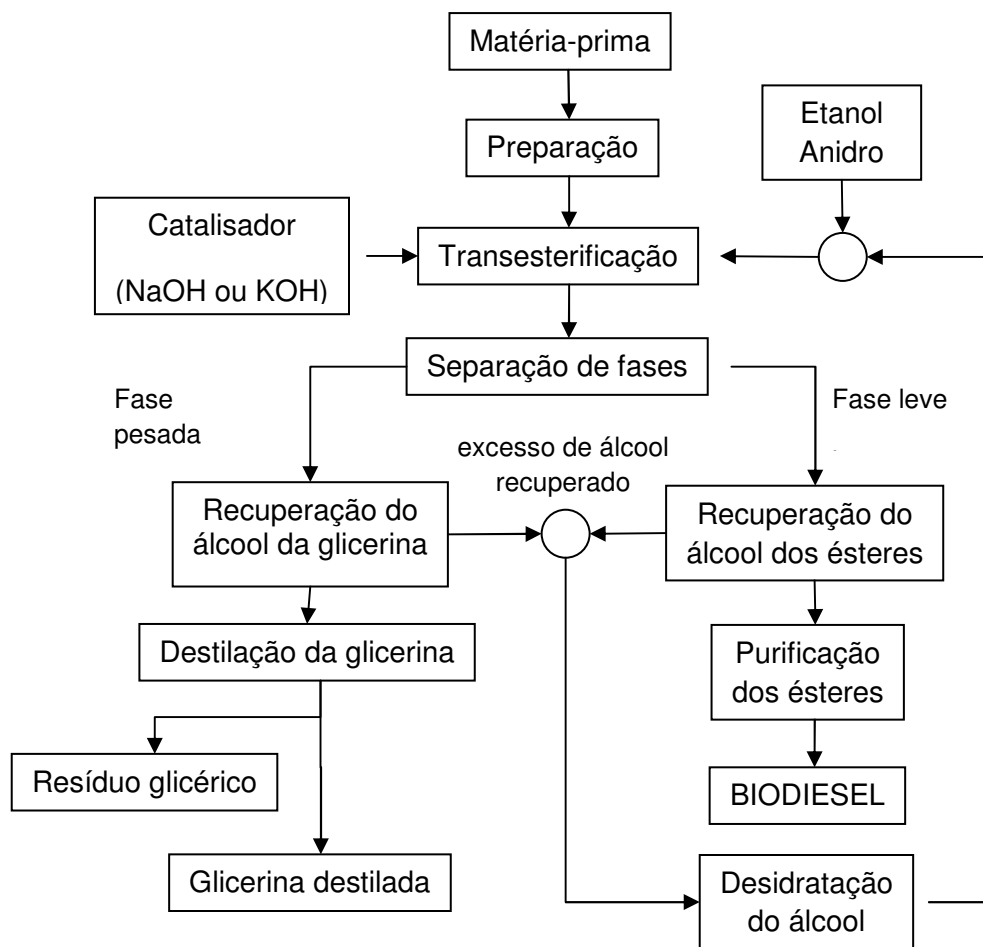 Matéria-prima
Preparação
Etanol
Anidro
Catalisador
(NaOH ou KOH)
Transesterificação
Separação de fases
Fase
pesada
Fase leve
excesso de álcool
recuperado
Recuperação do
álcool da glicerina
Recuperação do
álcool dos ésteres
Destilação da glicerina
Purificação
dos ésteres
Resíduo glicérico
BIODIESEL
Glicerina destilada
Desidratação
do álcool